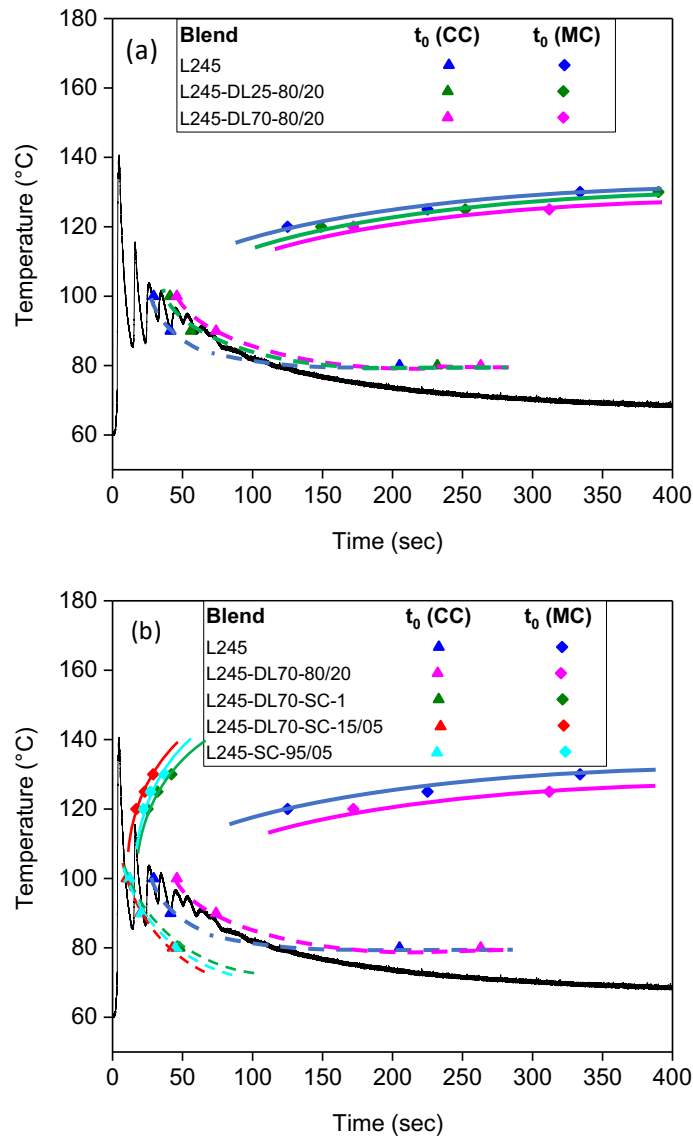 180
(a)
Blend t₀ (CC) t₀ (MC)
L245
L245-DL25-80/20
L245-DL70-80/20
160
140
120
100
80
60
Temperature (°C)
0 50 100 150 200 250 300 350 400
Time (sec)
180
(b)
Blend t₀ (CC) t₀ (MC)
L245
L245-DL70-80/20
L245-DL70-SC-1
L245-DL70-SC-15/05
L245-SC-95/05
160
140
120
100
80
60
Temperature (°C)
0 50 100 150 200 250 300 350 400
Time (sec)